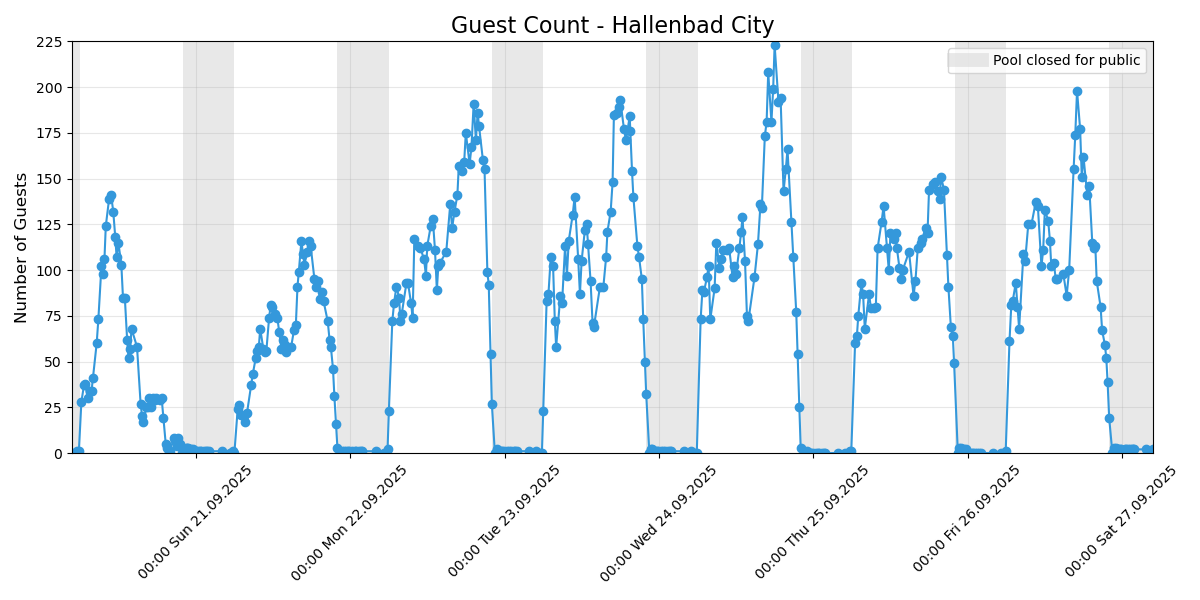 Guest Count - Hallenbad City
Pool closed for public
Number of Guests
225
200
175
150
125
100
75
50
25
0
00:00 Sun 21.09.2025
00:00 Mon 22.09.2025
00:00 Tue 23.09.2025
00:00 Wed 24.09.2025
00:00 Thu 25.09.2025
00:00 Fri 26.09.2025
00:00 Sat 27.09.2025